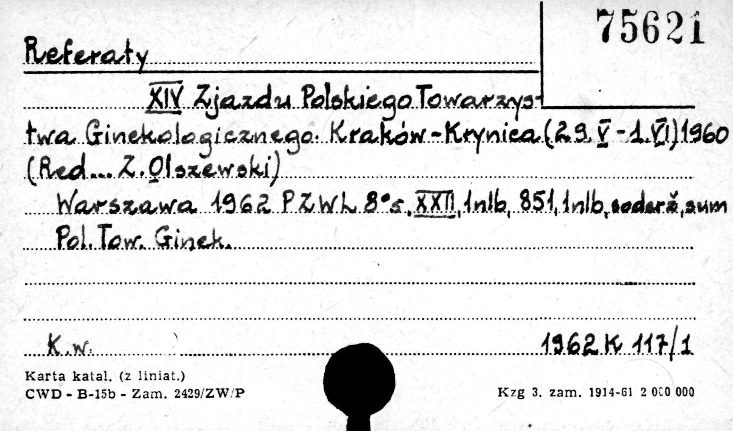 75621
Referaty
XIV Zjazdu Polskiego Towarzys-
twa Ginekologicznego. Kraków-Krynica (29.V-1.VI) 1960
(Red... Z. Olszewski)
Warszawa 1962 PZWL 8° s. XXII, 1nlb, 851, 1nlb, soderž, sum
Pol. Tow. Ginek.
K.w. 1962 K 117/1
Karta katal. (z liniat.)
CWD - B-15b - Zam. 2429/ZW/P Kzg 3. zam. 1914-61 2 000 000